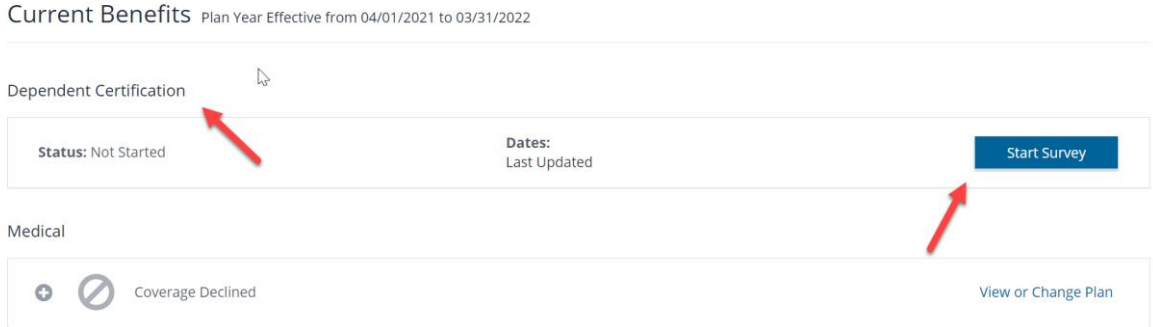 Current Benefits Plan Year Effective from 04/01/2021 to 03/31/2022
Dependent Certification
Status: Not Started
Dates:
Last Updated
Start Survey
Medical
Coverage Declined
View or Change Plan